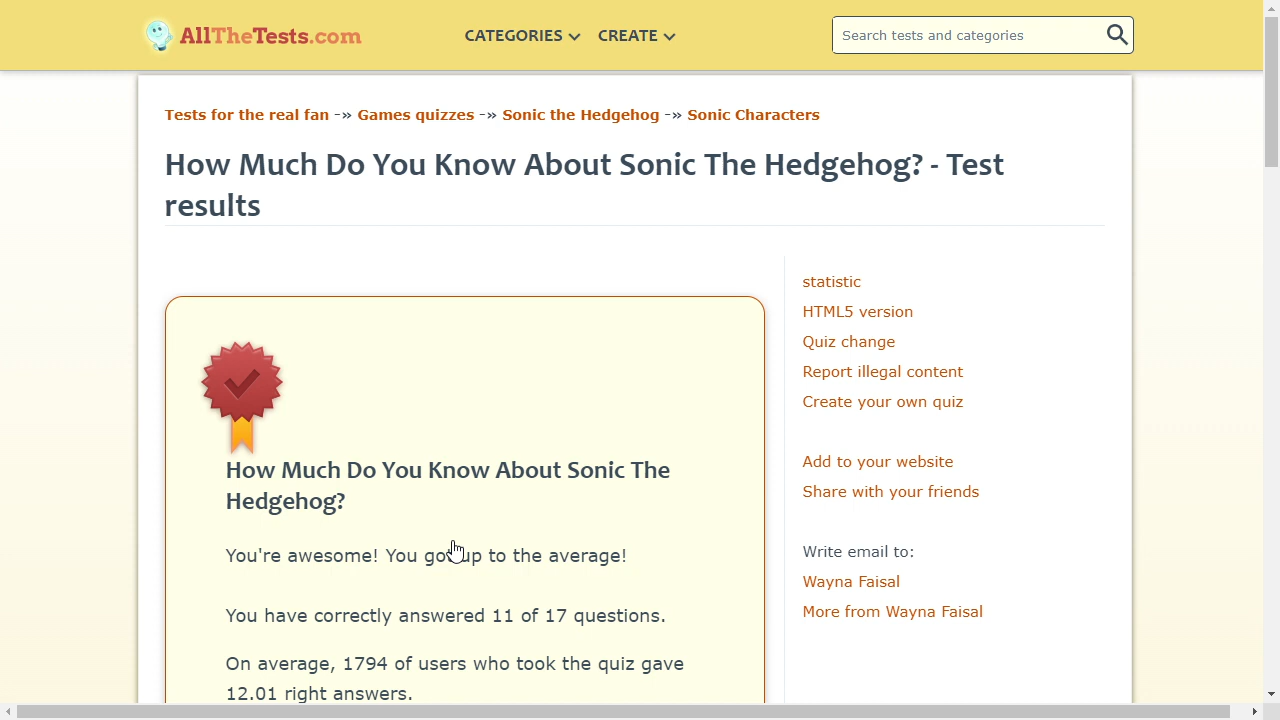 AllTheTests.com
CATEGORIES
CREATE
Search tests and categories
Tests for the real fan -» Games quizzes -» Sonic the Hedgehog -» Sonic Characters
How Much Do You Know About Sonic The Hedgehog? - Test
results
How Much Do You Know About Sonic The
Hedgehog?
You're awesome! You got up to the average!
You have correctly answered 11 of 17 questions.
On average, 1794 of users who took the quiz gave
12.01 right answers.
statistic
HTML5 version
Quiz change
Report illegal content
Create your own quiz
Add to your website
Share with your friends
Write email to:
Wayna Faisal
More from Wayna Faisal